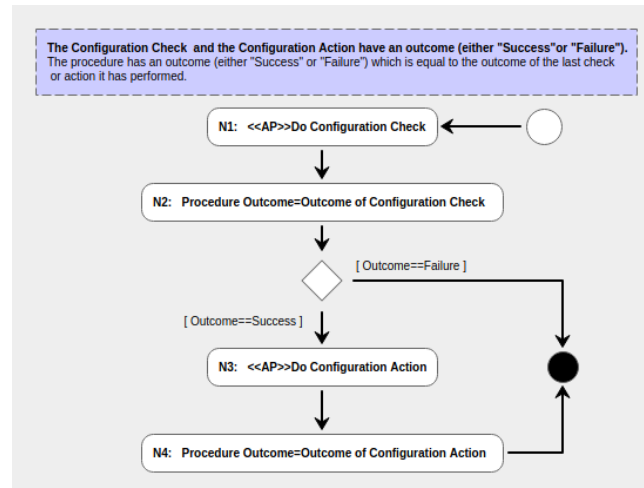 The Configuration Check and the Configuration Action have an outcome (either "Success"or "Failure").
The procedure has an outcome (either "Success" or "Failure") which is equal to the outcome of the last check
or action it has performed.
N1: <<AP>>Do Configuration Check
N2: Procedure Outcome=Outcome of Configuration Check
[ Outcome==Failure ]
[ Outcome==Success ]
N3: <<AP>>Do Configuration Action
N4: Procedure Outcome=Outcome of Configuration Action